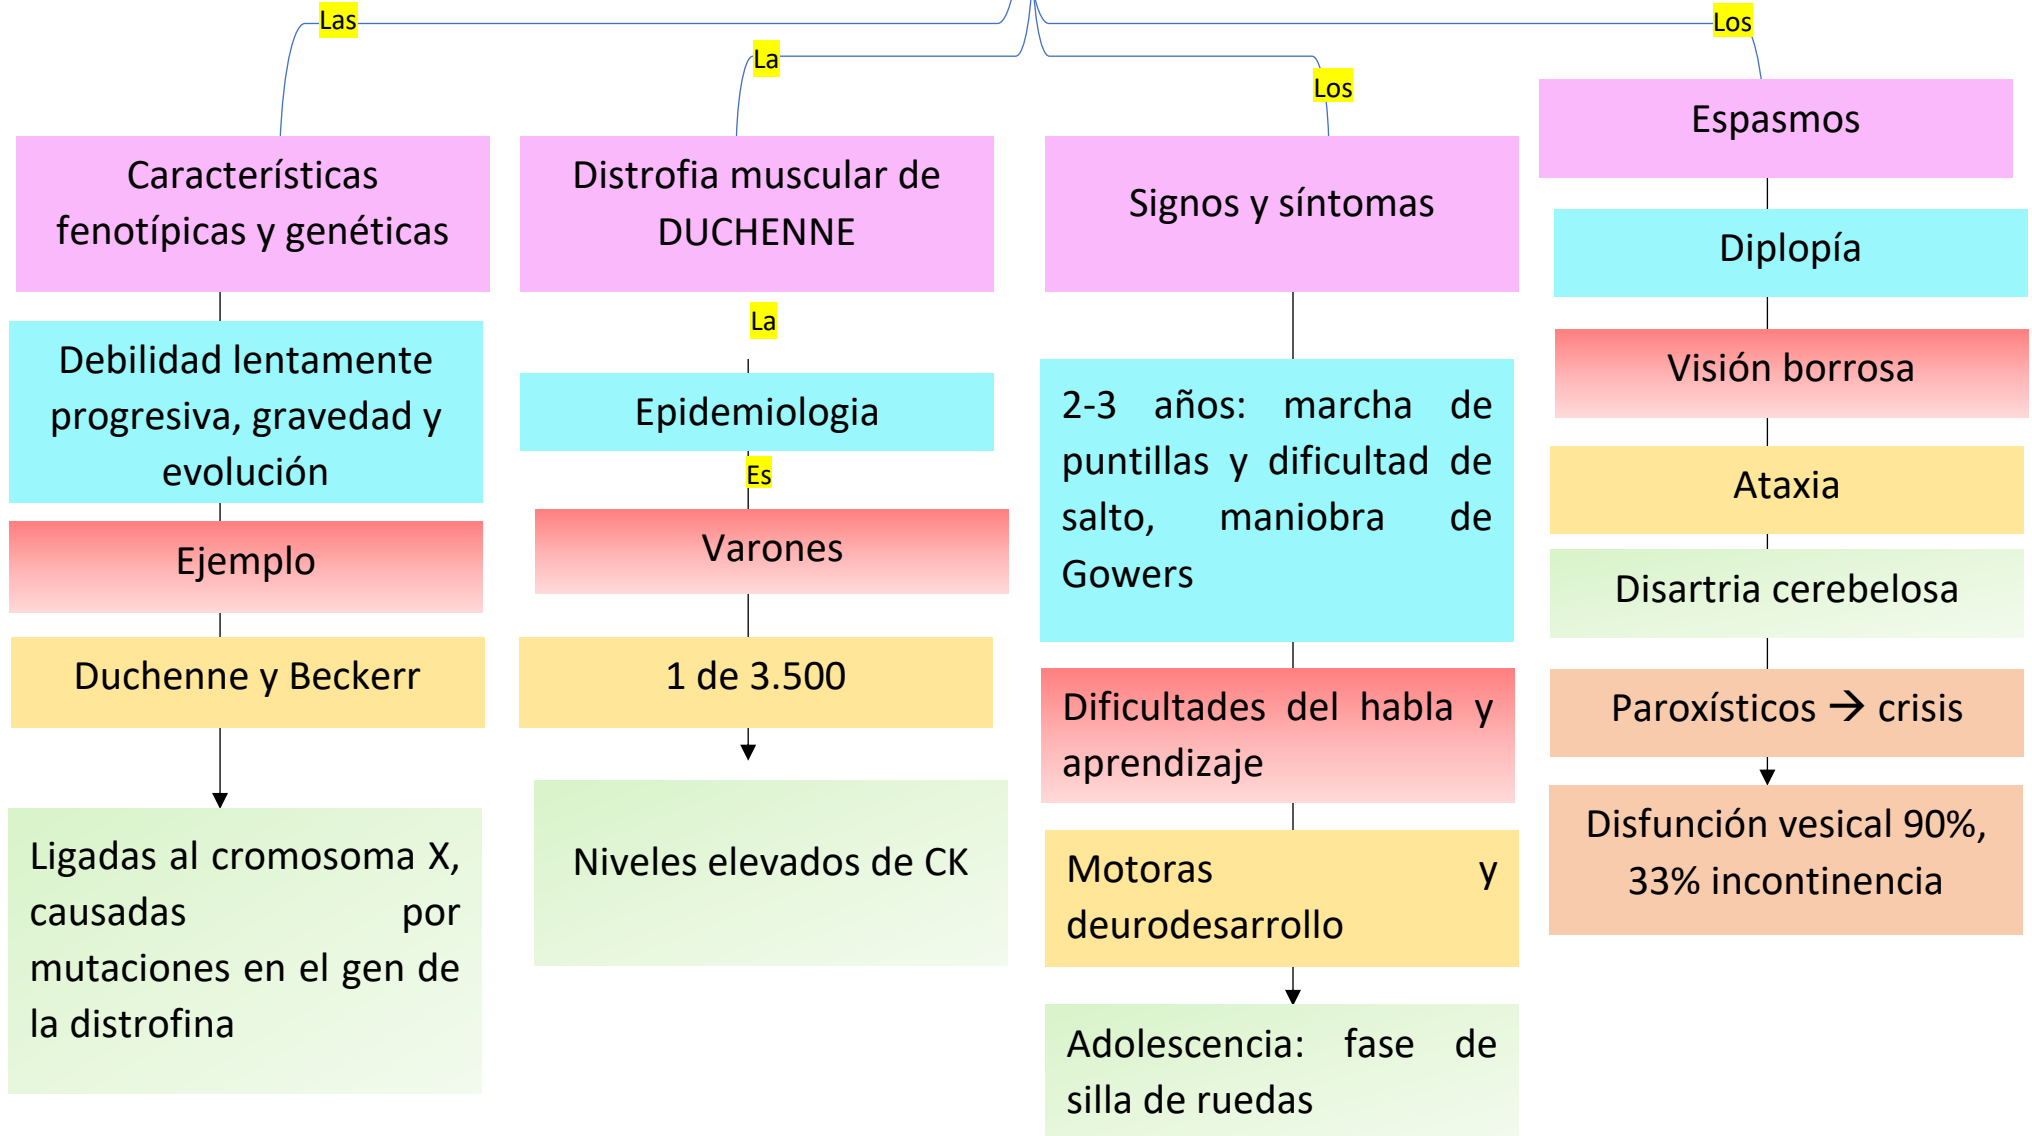 Las
La
Los
Los
Características
fenotípicas y genéticas
Debilidad lentamente
progresiva, gravedad y
evolución
Ejemplo
Duchenne y Beckerr
Ligadas al cromosoma X,
causadas por
mutaciones en el gen de
la distrofina
Distrofia muscular de
DUCHENNE
La
Epidemiologia
Es
Varones
1 de 3.500
Niveles elevados de CK
Signos y síntomas
2-3 años: marcha de
puntillas y dificultad de
salto, maniobra de
Gowers
Dificultades del habla y
aprendizaje
Motoras y
deurodesarrollo
Adolescencia: fase de
silla de ruedas
Espasmos
Diplopía
Visión borrosa
Ataxia
Disartria cerebelosa
Paroxísticos → crisis
Disfunción vesical 90%,
33% incontinencia